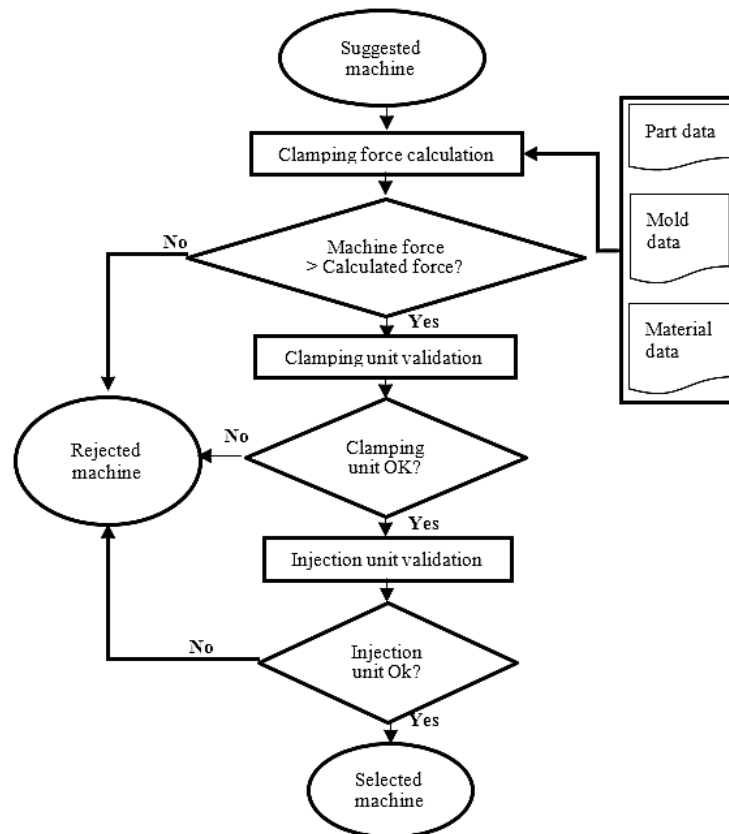 Suggested
machine
Clamping force calculation
Part data
No
Machine force
> Calculated force?
Mold
data
Yes
Clamping unit validation
Material
data
Rejected
machine
No
Clamping
unit OK?
Yes
Injection unit validation
No
Injection
unit Ok?
Yes
Selected
machine